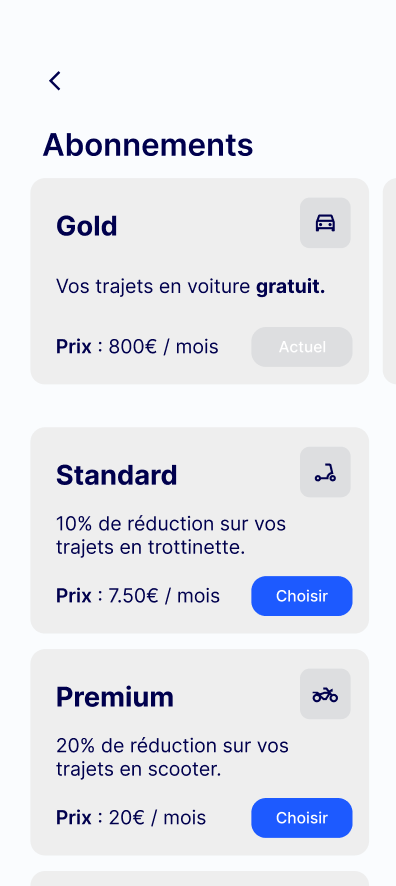 Abonnements
Gold
Vos trajets en voiture gratuit.
Prix : 800€ / mois
Actuel
Standard
10% de réduction sur vos
trajets en trottinette.
Prix : 7.50€ / mois
Choisir
Premium
20% de réduction sur vos
trajets en scooter.
Prix : 20€ / mois
Choisir